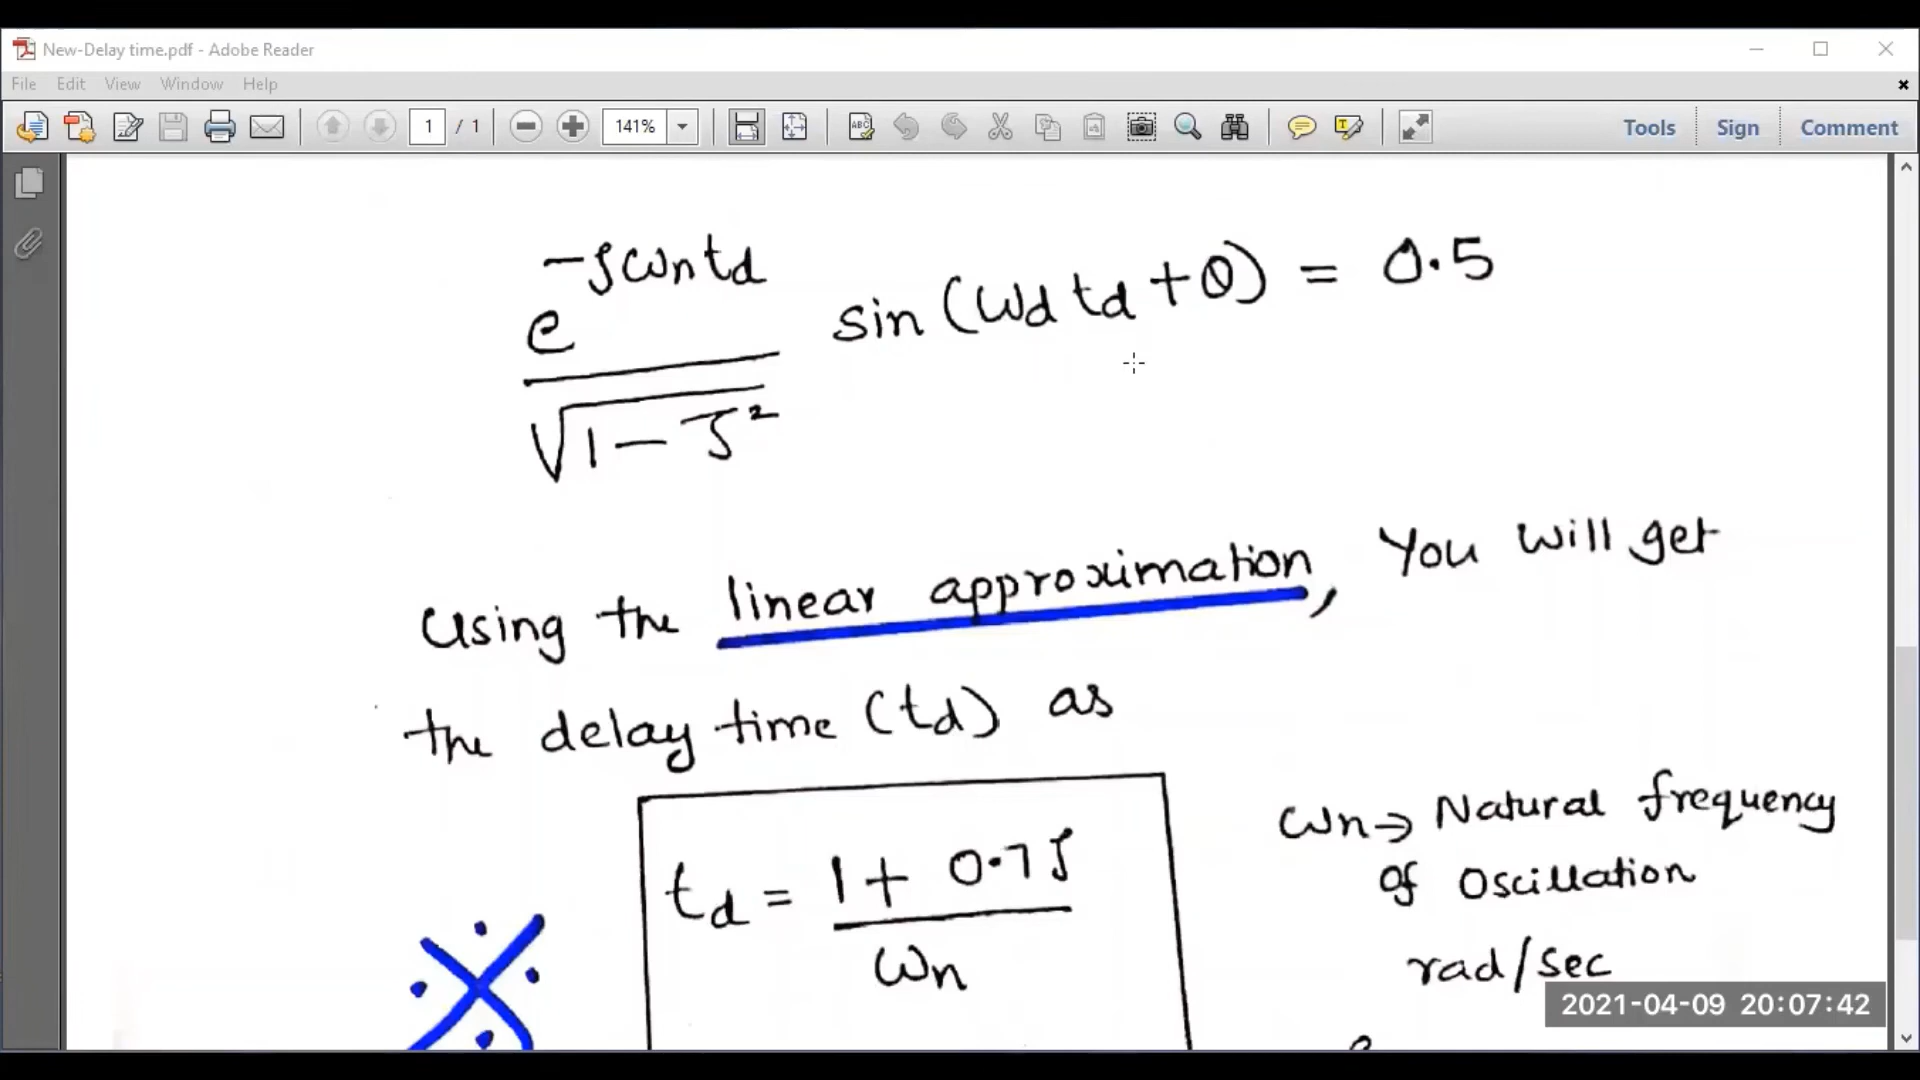 New-Delay time.pdf - Adobe Reader
File Edit View Window Help
1 / 1 141% Tools Sign Comment
e^{-ζωn td} / √(1-ζ²) sin (ωd td + θ) = 0.5
Using the linear approximation, You will get
the delay time (td) as
td = (1 + 0.7ζ) / ωn
ωn → Natural frequency
of Oscillation
rad/sec
2021-04-09 20:07:42